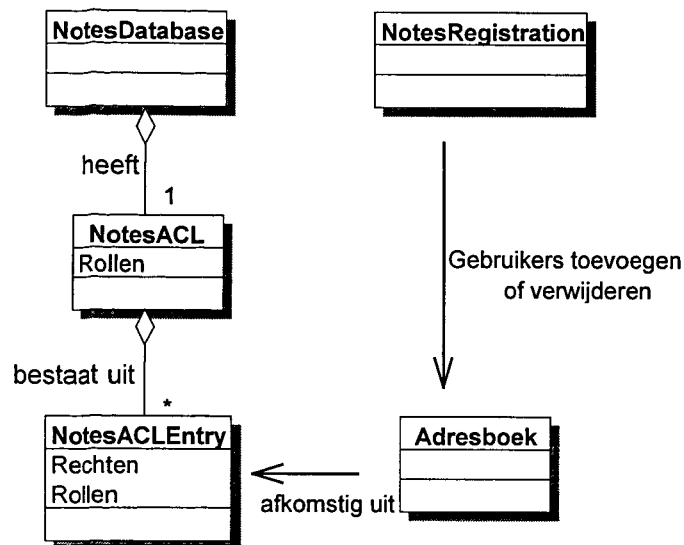 NotesDatabase
NotesRegistration
heeft
1
NotesACL
Rollen
Gebruikers toevoegen
of verwijderen
bestaat uit
*
NotesACLEntry
Rechten
Rollen
Adresboek
afkomstig uit